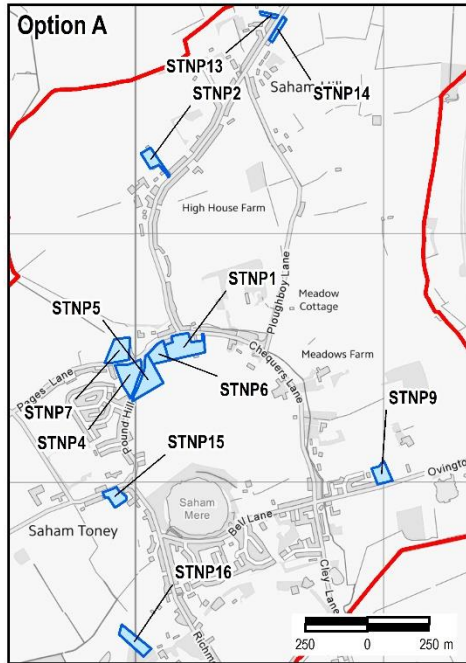 Option A
STNP13
STNP2
Saham Hill
STNP14
High House Farm
Ploughboy Lane
STNP1
STNP5
Meadow
Cottage
Chequers Lane
Meadows Farm
Pages Lane
STNP7
STNP6
STNP4
Pound Hill
STNP9
STNP15
Saham
Mere
Bell Lane
Saham Toney
Cley Lane
STNP16
250 0 250 m